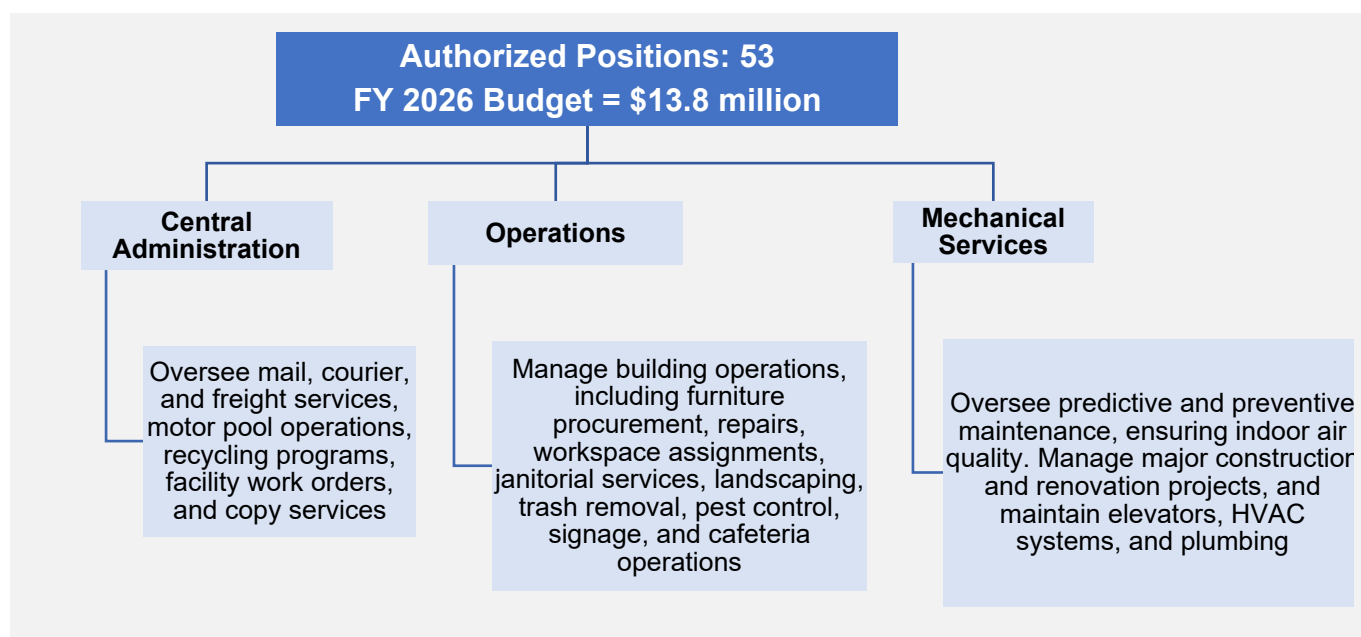 Authorized Positions: 53
FY 2026 Budget = $13.8 million
Central
Administration
Operations
Mechanical
Services
Oversee mail, courier,
and freight services,
motor pool operations,
recycling programs,
facility work orders,
and copy services
Manage building operations,
including furniture
procurement, repairs,
workspace assignments,
janitorial services, landscaping,
trash removal, pest control,
signage, and cafeteria
operations
Oversee predictive and preventive
maintenance, ensuring indoor air
quality. Manage major construction
and renovation projects, and
maintain elevators, HVAC
systems, and plumbing